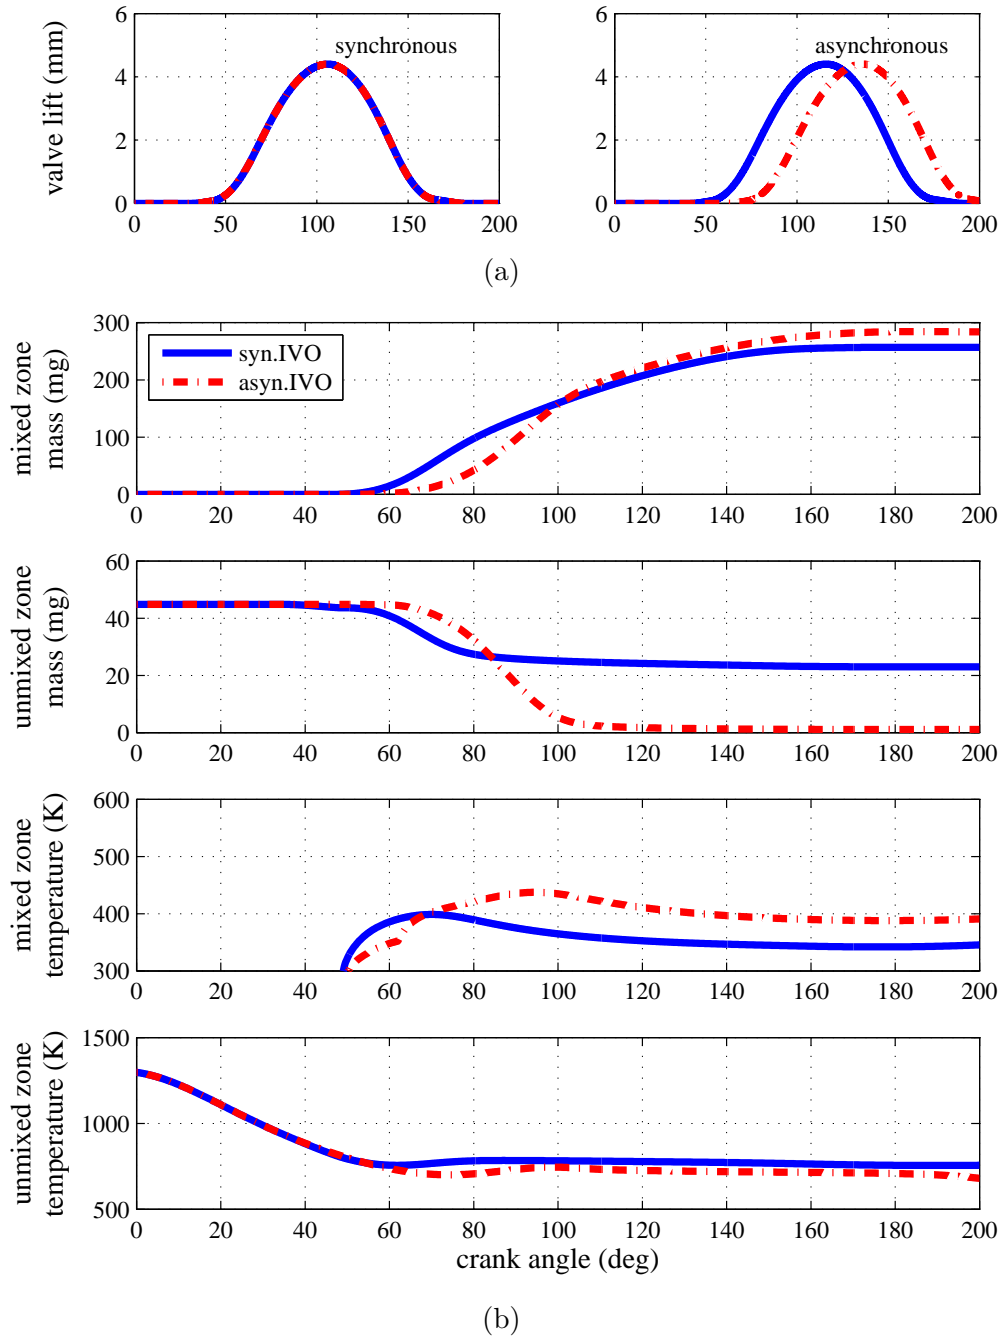 6
4
2
0
valve lift (mm)
synchronous
0 50 100 150 200
6
4
2
0
asynchronous
0 50 100 150 200
(a)
300
200
100
0
mixed zone
mass (mg)
syn.IVO
asyn.IVO
0 20 40 60 80 100 120 140 160 180 200
60
40
20
0
unmixed zone
mass (mg)
0 20 40 60 80 100 120 140 160 180 200
600
500
400
300
mixed zone
temperature (K)
0 20 40 60 80 100 120 140 160 180 200
1500
1000
500
unmixed zone
temperature (K)
0 20 40 60 80 100 120 140 160 180 200
crank angle (deg)
(b)